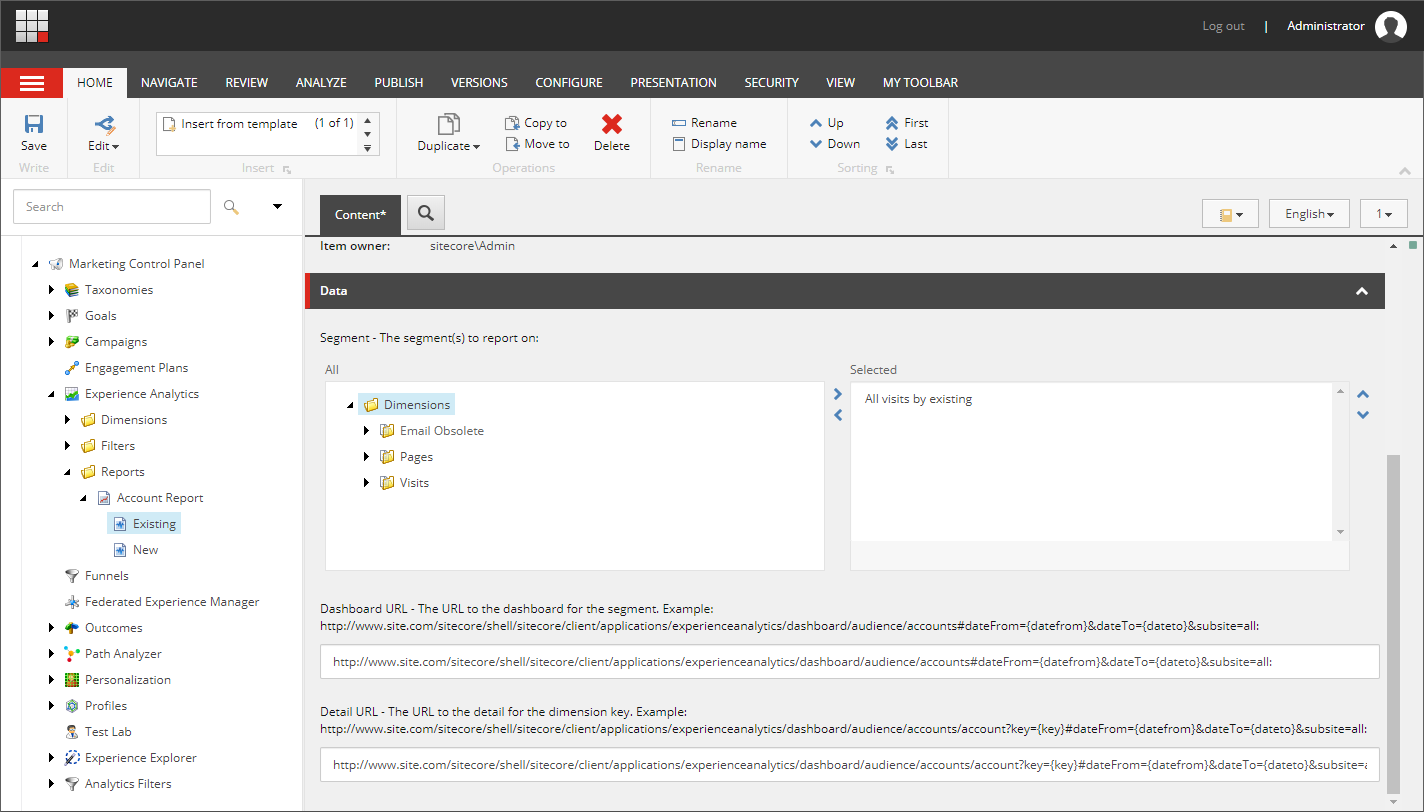 Log out | Administrator
HOME NAVIGATE REVIEW ANALYZE PUBLISH VERSIONS CONFIGURE PRESENTATION SECURITY VIEW MY TOOLBAR
Save
Write
Edit
Edit
Insert from template (1 of 1)
Insert
Duplicate
Copy to
Move to
Delete
Operations
Rename
Display name
Rename
Up
Down
First
Last
Sorting
Search
Marketing Control Panel
Taxonomies
Goals
Campaigns
Engagement Plans
Experience Analytics
Dimensions
Filters
Reports
Account Report
Existing
New
Funnels
Federated Experience Manager
Outcomes
Path Analyzer
Personalization
Profiles
Test Lab
Experience Explorer
Analytics Filters
Content*
English
1
Item owner: sitecore\Admin
Data
Segment - The segment(s) to report on:
All
Dimensions
Email Obsolete
Pages
Visits
Selected
All visits by existing
Dashboard URL - The URL to the dashboard for the segment. Example:
http://www.site.com/sitecore/shell/sitecore/client/applications/experienceanalytics/dashboard/audience/accounts#dateFrom={datefrom}&dateTo={dateto}&subsite=all:
http://www.site.com/sitecore/shell/sitecore/client/applications/experienceanalytics/dashboard/audience/accounts#dateFrom={datefrom}&dateTo={dateto}&subsite=all:
Detail URL - The URL to the detail for the dimension key. Example:
http://www.site.com/sitecore/shell/sitecore/client/applications/experienceanalytics/dashboard/audience/accounts/account?key={key}#dateFrom={datefrom}&dateTo={dateto}&subsite=all:
http://www.site.com/sitecore/shell/sitecore/client/applications/experienceanalytics/dashboard/audience/accounts/account?key={key}#dateFrom={datefrom}&dateTo={dateto}&subsite=a